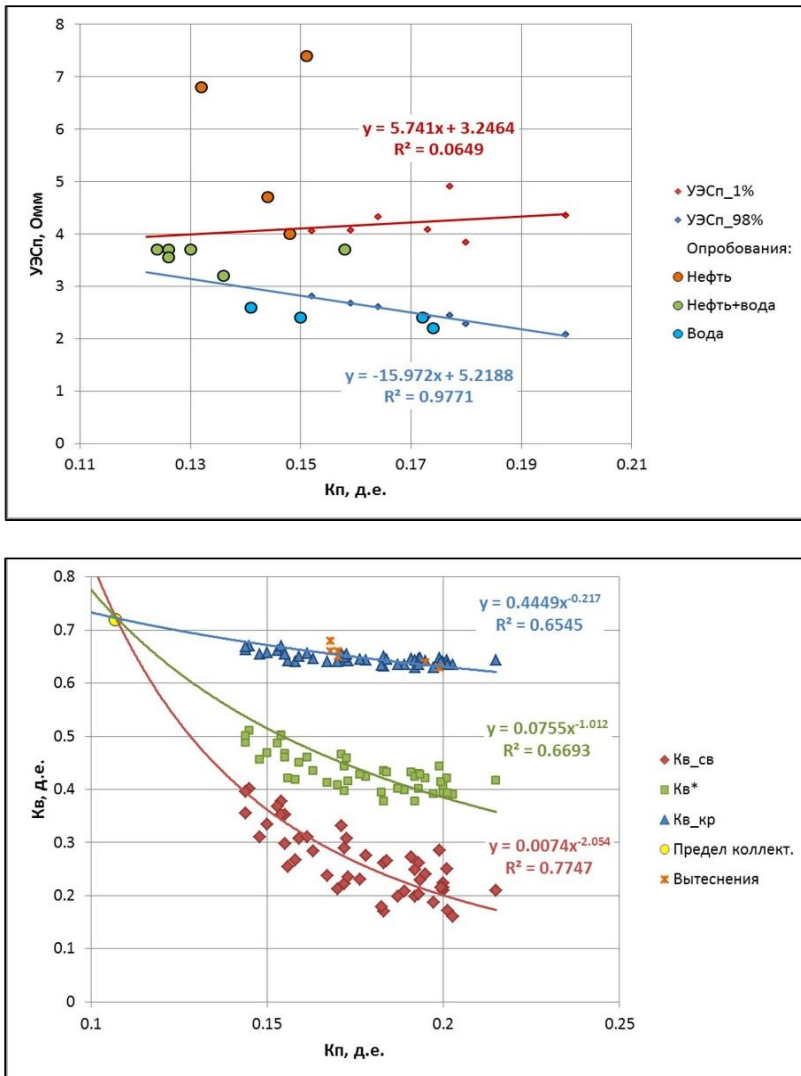 8
7
6
5
4
3
2
1
0
УЭСп, Омм
y = 5.741x + 3.2464
R² = 0.0649
y = -15.972x + 5.2188
R² = 0.9771
0.11 0.13 0.15 0.17 0.19 0.21
Кп, д.е.
УЭСп_1%
УЭСп_98%
Опробования:
Нефть
Нефть+вода
Вода
0.8
0.7
0.6
0.5
0.4
0.3
0.2
0.1
0
Кв, д.е.
y = 0.4449x^-0.217
R² = 0.6545
y = 0.0755x^-1.012
R² = 0.6693
y = 0.0074x^-2.054
R² = 0.7747
0.1 0.15 0.2 0.25
Кп, д.е.
Кв_св
Кв*
Кв_кр
Предел коллект.
Вытеснения